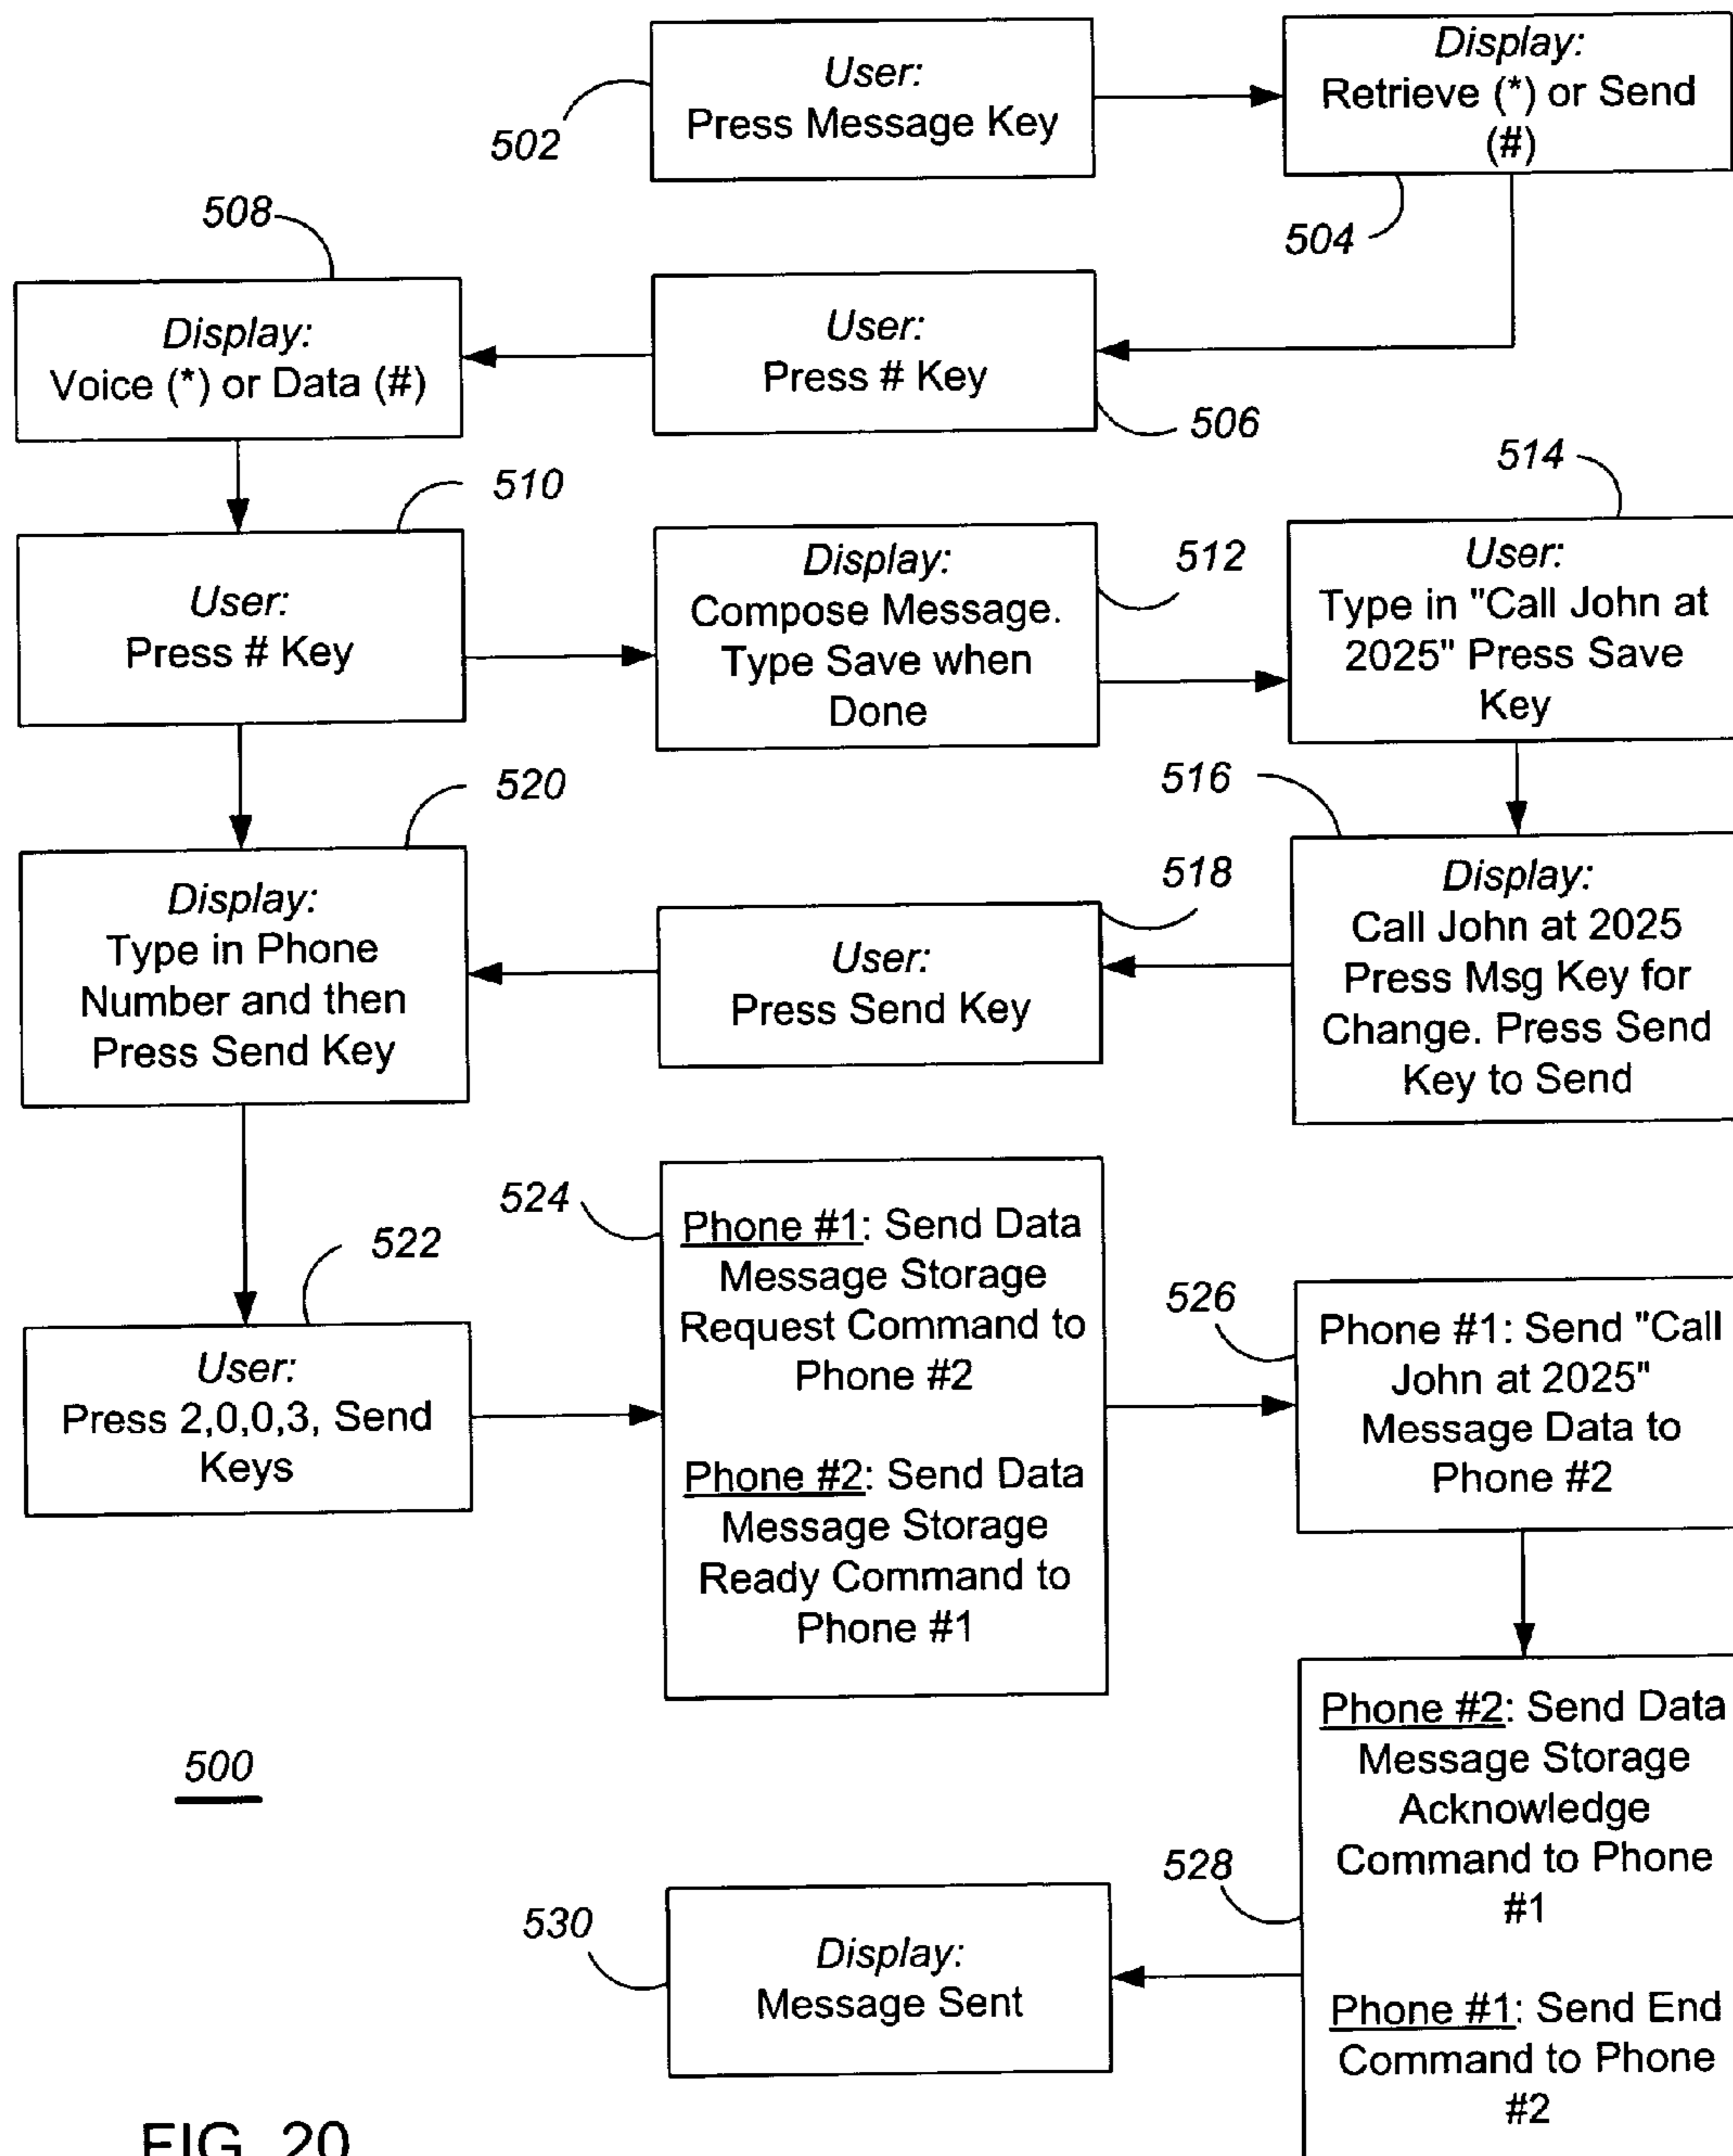 User:
Press Message Key
502
Display:
Retrieve (*) or Send
(#)
504
508
Display:
Voice (*) or Data (#)
User:
Press # Key
506
510
User:
Press # Key
Display:
Compose Message.
Type Save when
Done
512
514
User:
Type in "Call John at
2025" Press Save
Key
516
Display:
Call John at 2025
Press Msg Key for
Change. Press Send
Key to Send
518
User:
Press Send Key
520
Display:
Type in Phone
Number and then
Press Send Key
522
User:
Press 2,0,0,3, Send
Keys
524
Phone #1: Send Data
Message Storage
Request Command to
Phone #2
Phone #2: Send Data
Message Storage
Ready Command to
Phone #1
526
Phone #1: Send "Call
John at 2025"
Message Data to
Phone #2
528
Phone #2: Send Data
Message Storage
Acknowledge
Command to Phone
#1
Phone #1: Send End
Command to Phone
#2
530
Display:
Message Sent
500
FIG. 20